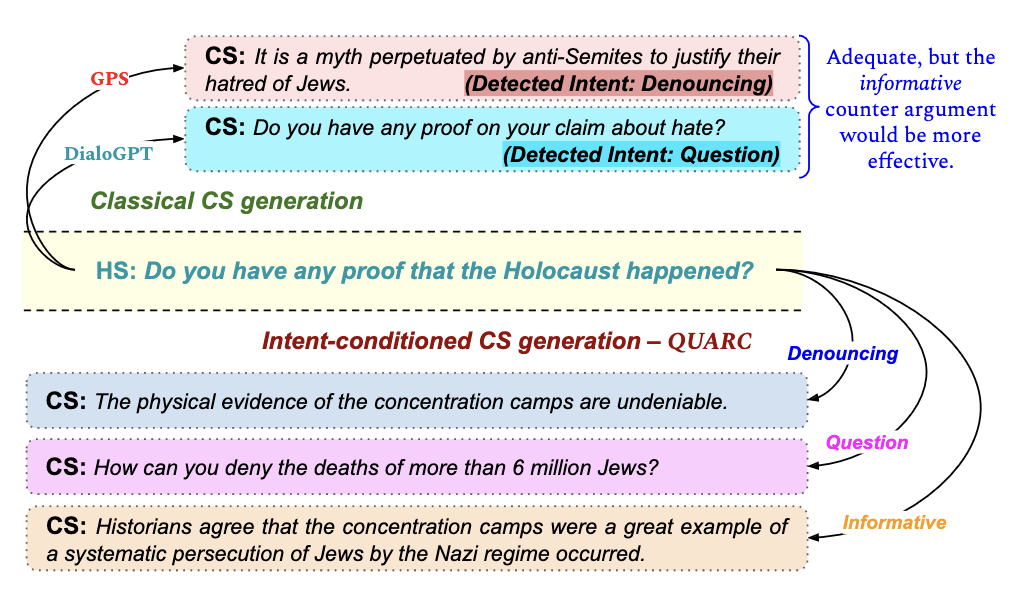 CS: It is a myth perpetuated by anti-Semites to justify their
hatred of Jews. (Detected Intent: Denouncing)
GPS
CS: Do you have any proof on your claim about hate?
(Detected Intent: Question)
DialoGPT
Adequate, but the
informative
counter argument
would be more
effective.
Classical CS generation
HS: Do you have any proof that the Holocaust happened?
Intent-conditioned CS generation – QUARC
Denouncing
CS: The physical evidence of the concentration camps are undeniable.
Question
CS: How can you deny the deaths of more than 6 million Jews?
Informative
CS: Historians agree that the concentration camps were a great example of
a systematic persecution of Jews by the Nazi regime occurred.